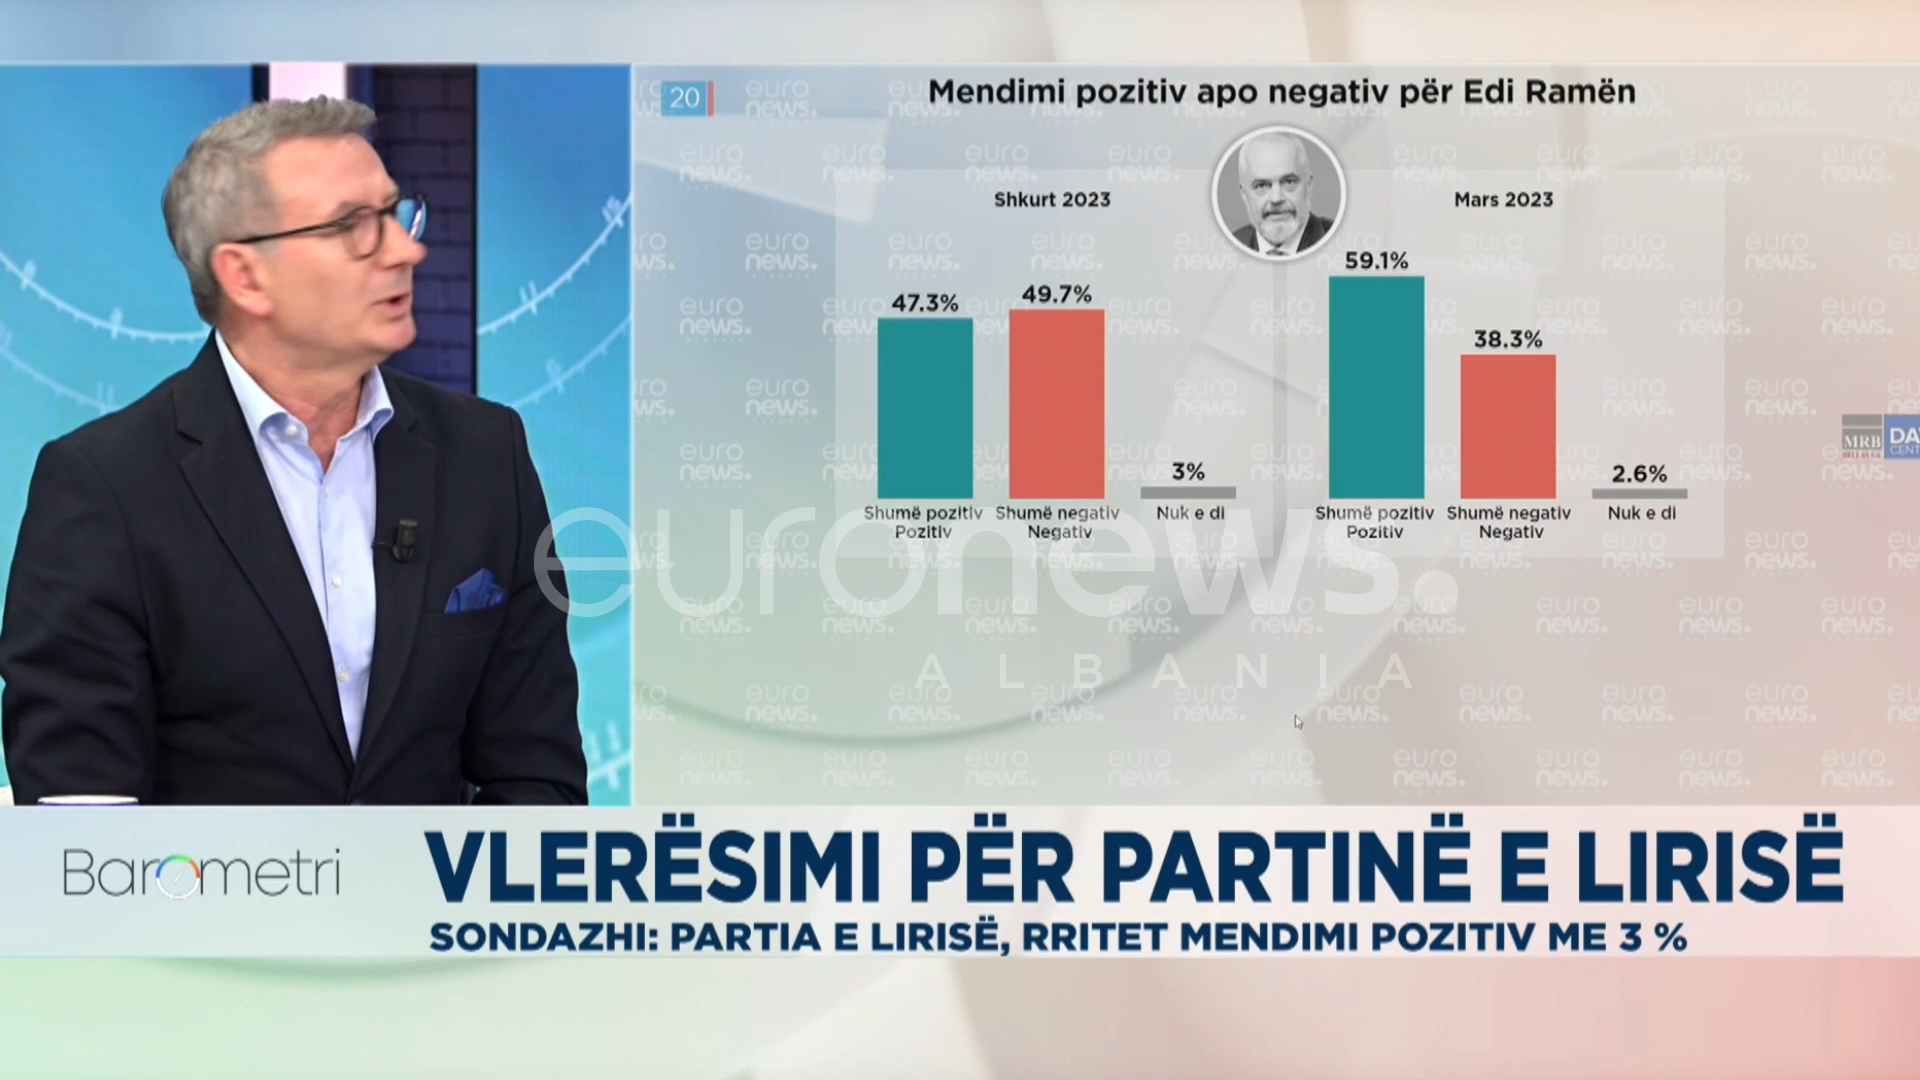 20
Mendimi pozitiv apo negativ për Edi Ramën
Shkurt 2023
Mars 2023
47.3%
49.7%
3%
59.1%
38.3%
2.6%
Shumë pozitiv
Pozitiv
Shumë negativ
Negativ
Nuk e di
Shumë pozitiv
Pozitiv
Shumë negativ
Negativ
Nuk e di
MRB
euronews.
ALBANIA
Barometri
VLERËSIMI PËR PARTINË E LIRISË
SONDAZHI: PARTIA E LIRISË, RRITET MENDIMI POZITIV ME 3 %